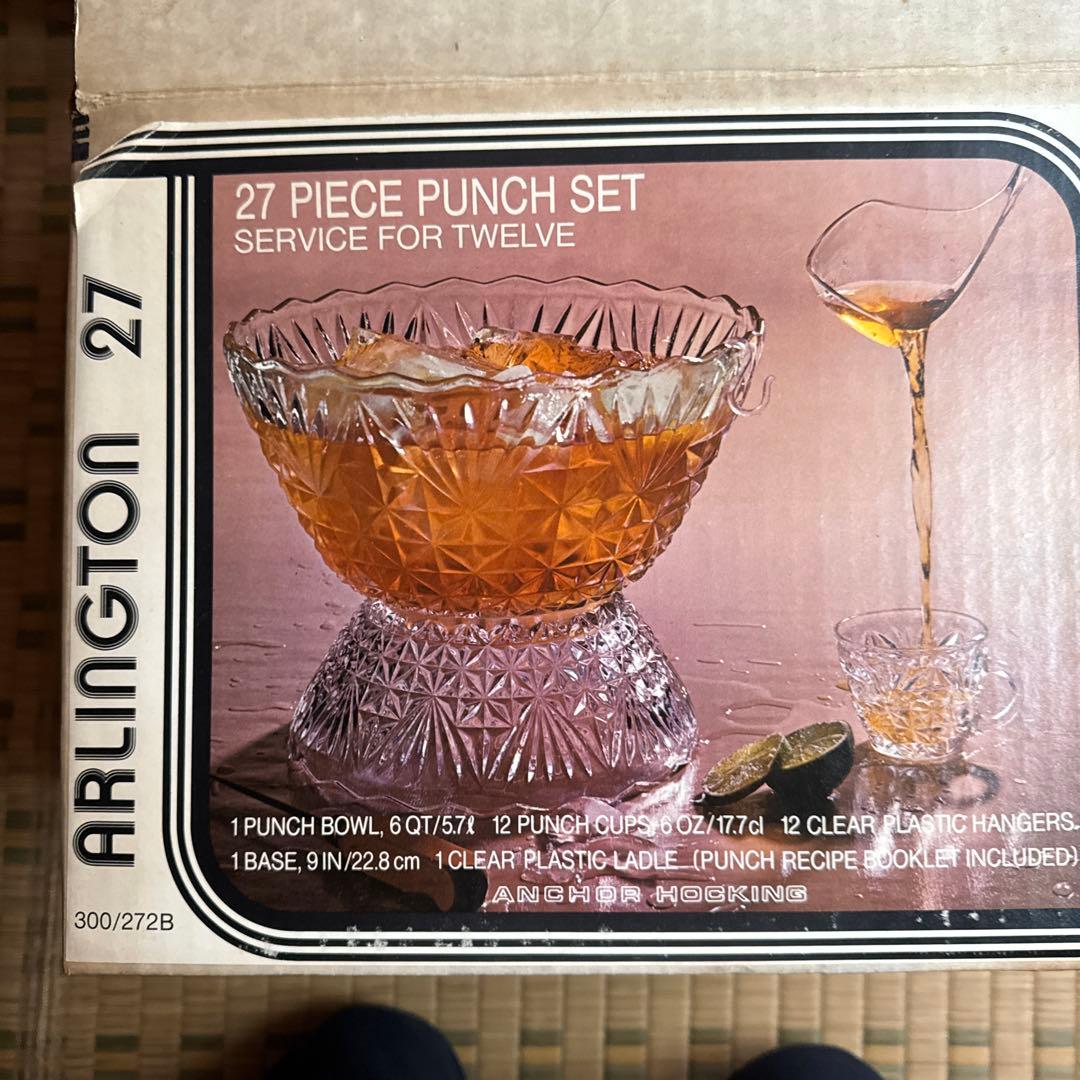 27 PIECE PUNCH SET
SERVICE FOR TWELVE
ARLINGTON 27
1 PUNCH BOWL, 6 QT/5.7ℓ 12 PUNCH CUPS, 6 OZ/17.7cl 12 CLEAR PLASTIC HANGERS.
1 BASE, 9 IN/22.8 cm 1 CLEAR PLASTIC LADLE (PUNCH RECIPE BOOKLET INCLUDED)
ANCHOR HOCKING
300/272B